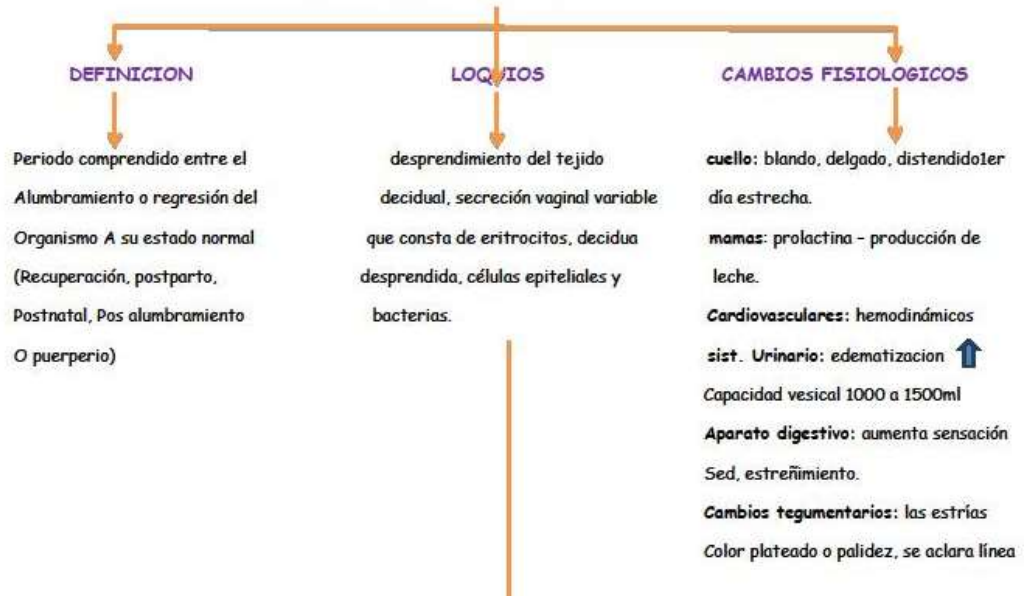 DEFINICION
Periodo comprendido entre el
Alumbramiento o regresión del
Organismo A su estado normal
(Recuperación, postparto,
Postnatal, Pos alumbramiento
O puerperio)
LOQUIOS
desprendimiento del tejido
decidual, secreción vaginal variable
que consta de eritrocitos, decidua
desprendida, células epiteliales y
bacterias.
CAMBIOS FISIOLOGICOS
cuello: blando, delgado, distendido1er
día estrecha.
mamas: prolactina - producción de
leche.
Cardiovasculares: hemodinámicos
sist. Urinario: edematizacion
Capacidad vesical 1000 a 1500ml
Aparato digestivo: aumenta sensación
Sed, estreñimiento.
Cambios tegumentarios: las estrías
Color plateado o palidez, se aclara línea